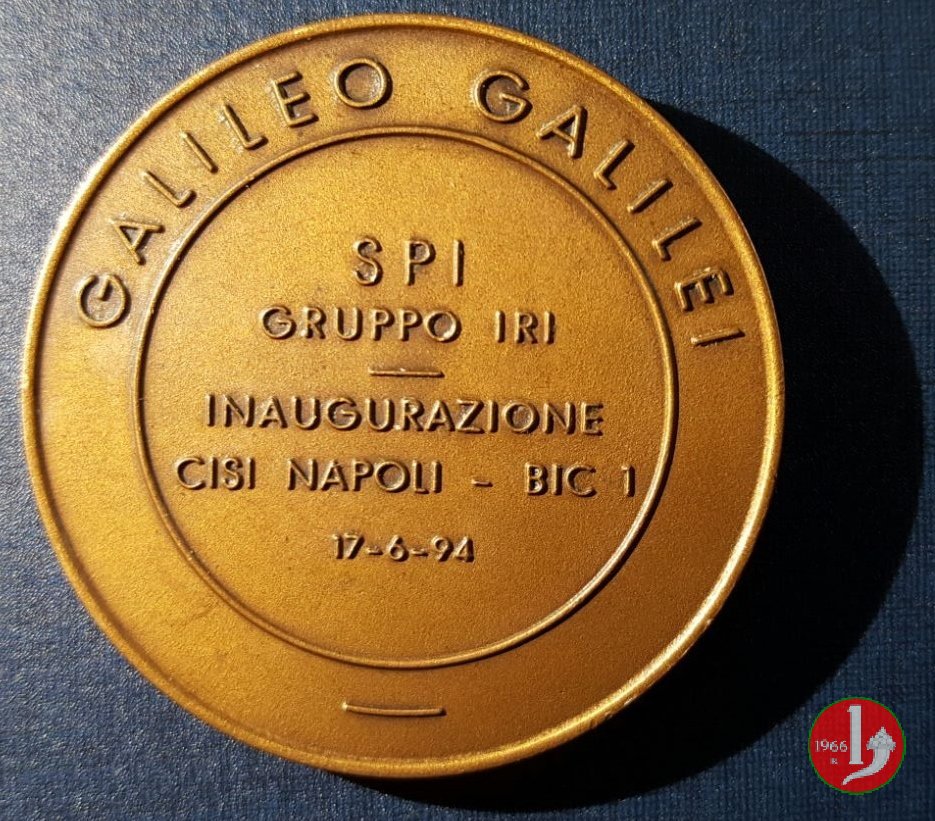 GALILEO GALILEI
SPI
GRUPPO IRI
INAUGURAZIONE
CISI NAPOLI - BIC 1
17-6-94
1966
R